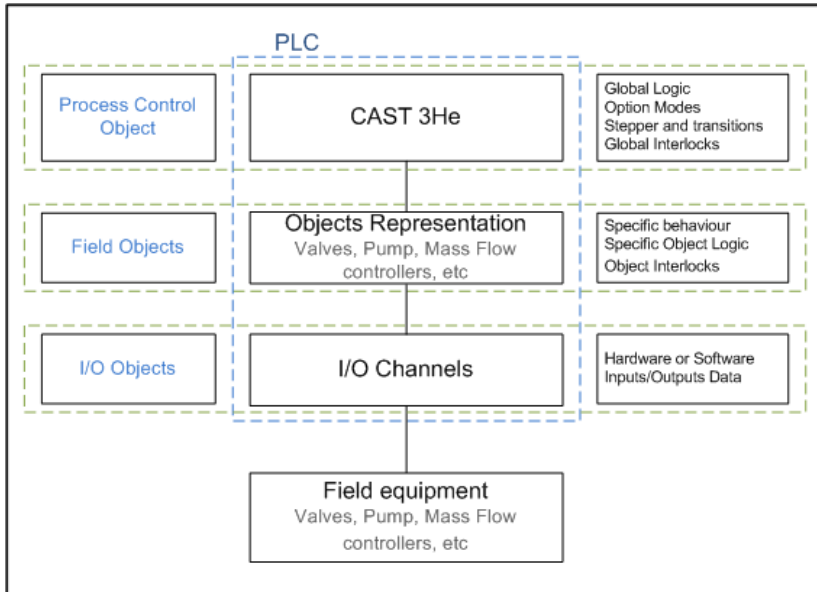 PLC
Process Control
Object
CAST 3He
Global Logic
Option Modes
Stepper and transitions
Global Interlocks
Field Objects
Objects Representation
Valves, Pump, Mass Flow
controllers, etc
Specific behaviour
Specific Object Logic
Object Interlocks
I/O Objects
I/O Channels
Hardware or Software
Inputs/Outputs Data
Field equipment
Valves, Pump, Mass Flow
controllers, etc